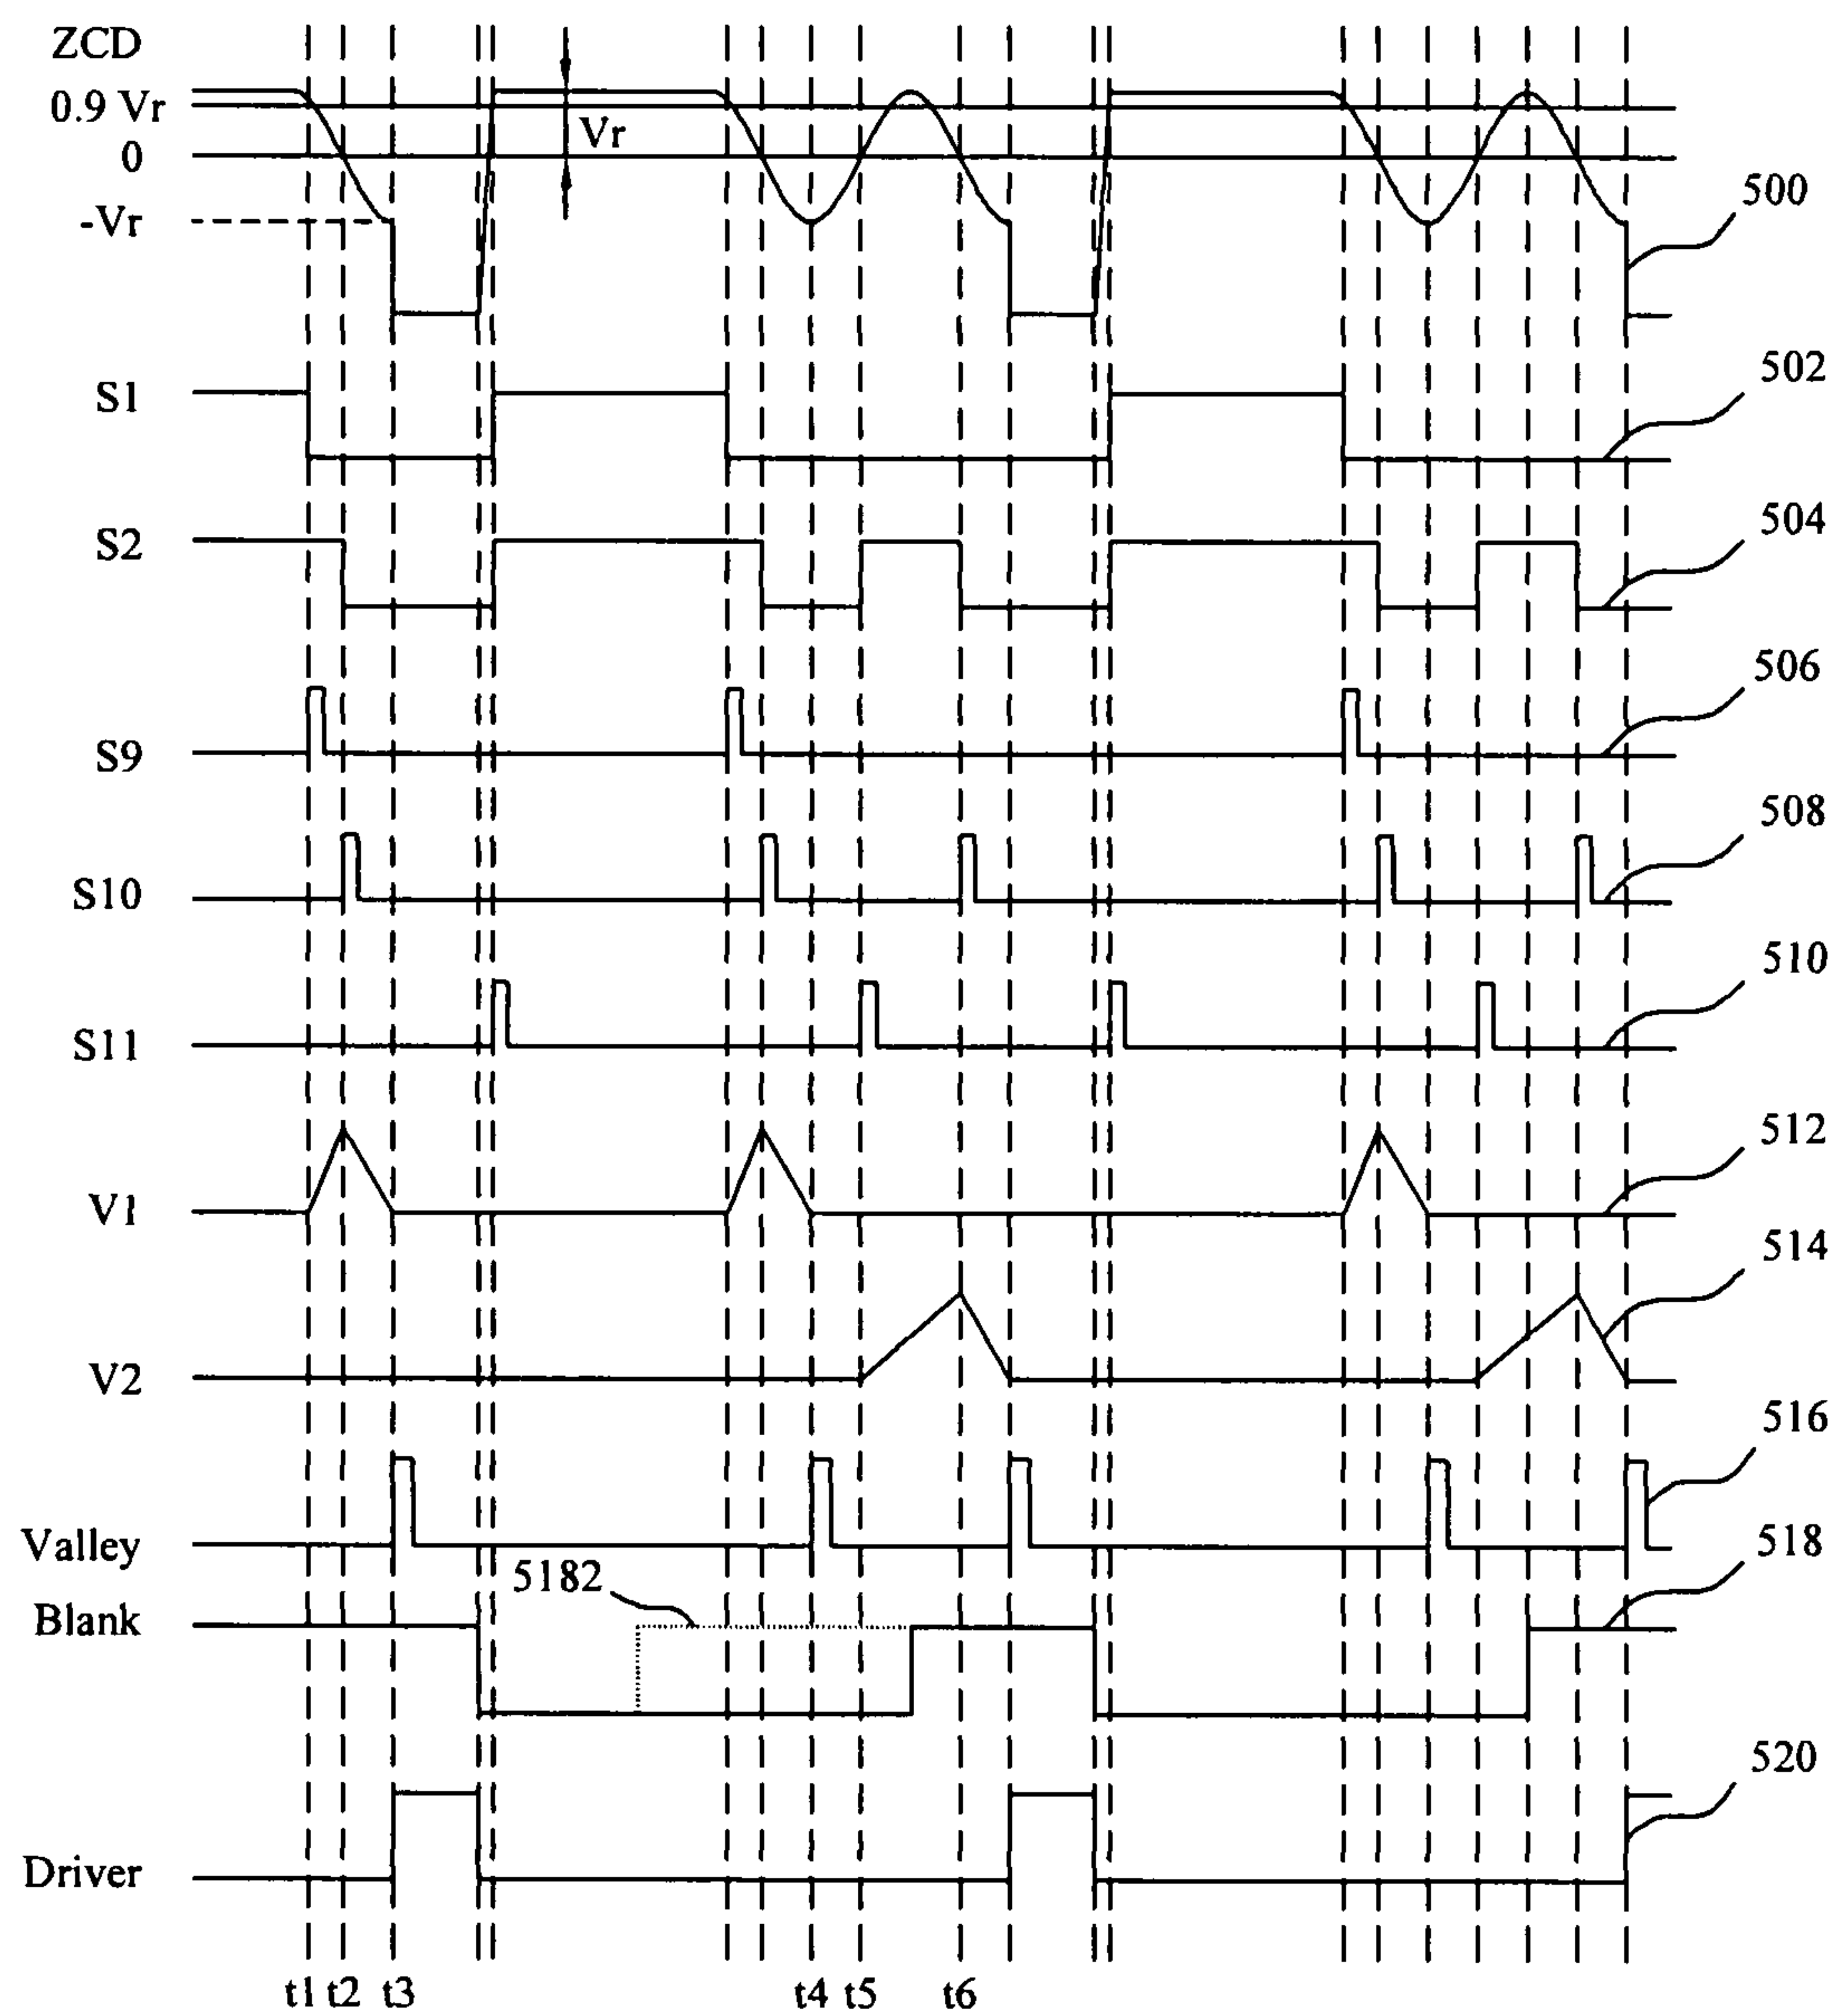 ZCD
0.9 Vr
0
Vr
-Vr
500
S1
502
S2
504
S9
506
S10
508
S11
510
V1
512
V2
514
Valley
516
5182
Blank
518
Driver
520
t1 t2 t3 t4 t5 t6